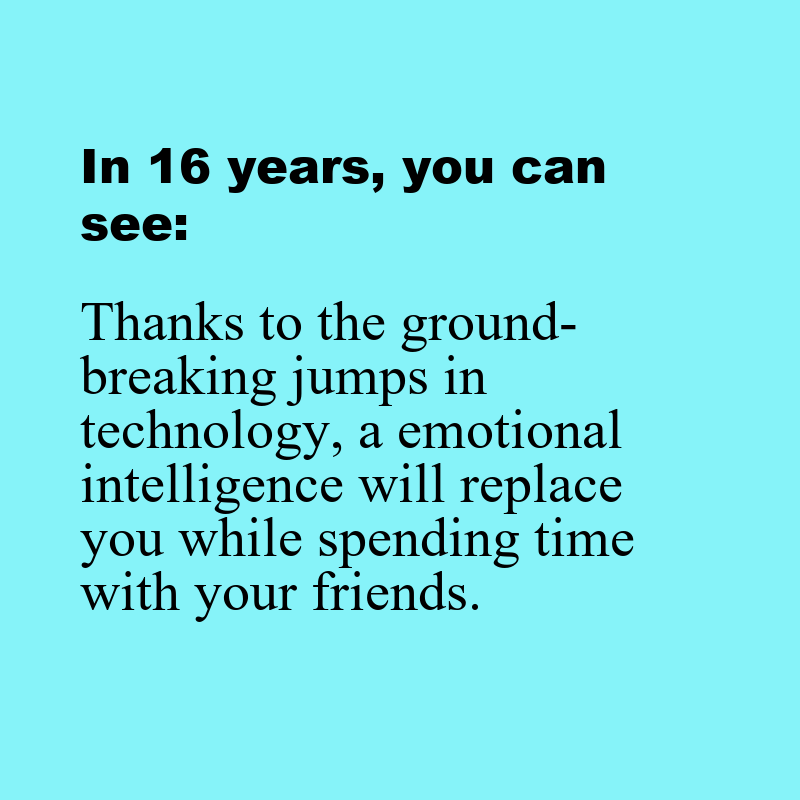 In 16 years, you can
see:
Thanks to the ground-
breaking jumps in
technology, a emotional
intelligence will replace
you while spending time
with your friends.